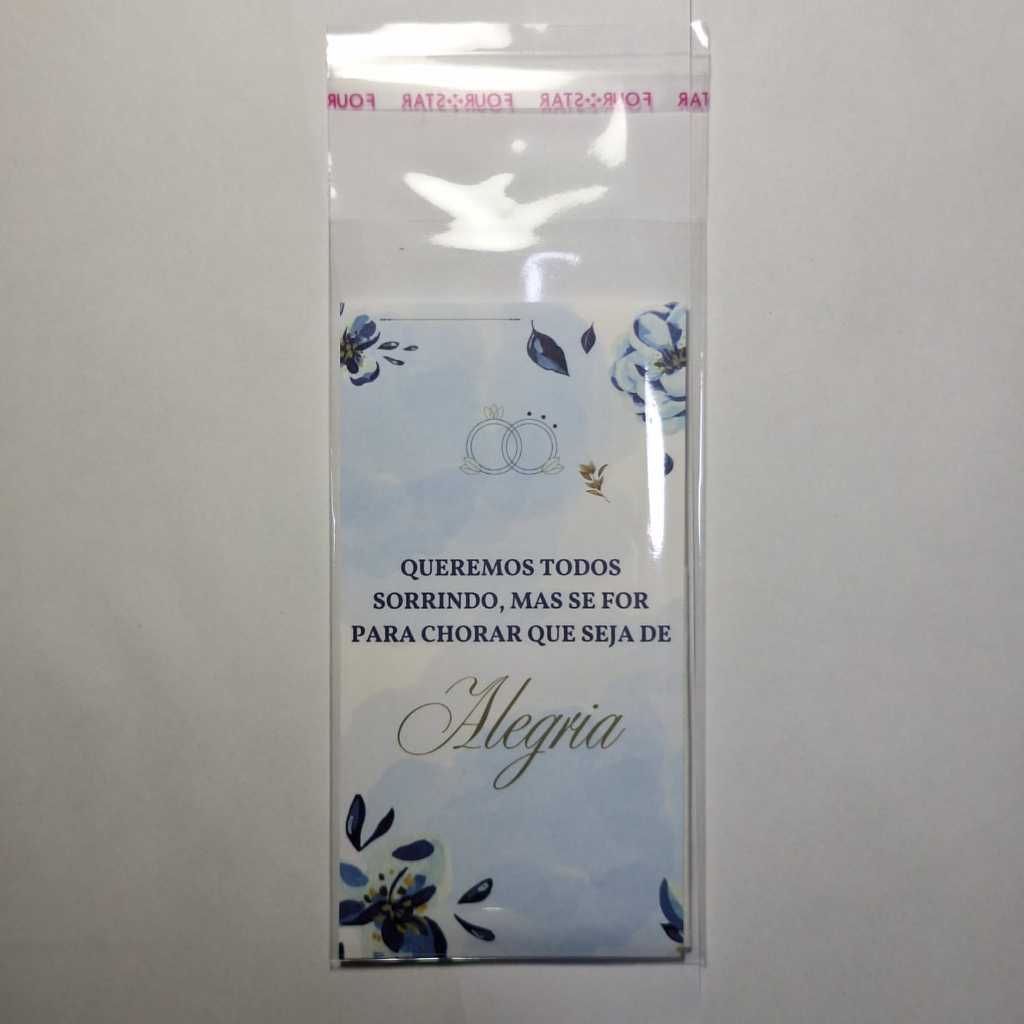 FOUR STAR FOUR STAR FOUR STAR
QUEREMOS TODOS
SORRINDO, MAS SE FOR
PARA CHORAR QUE SEJA DE
Alegria